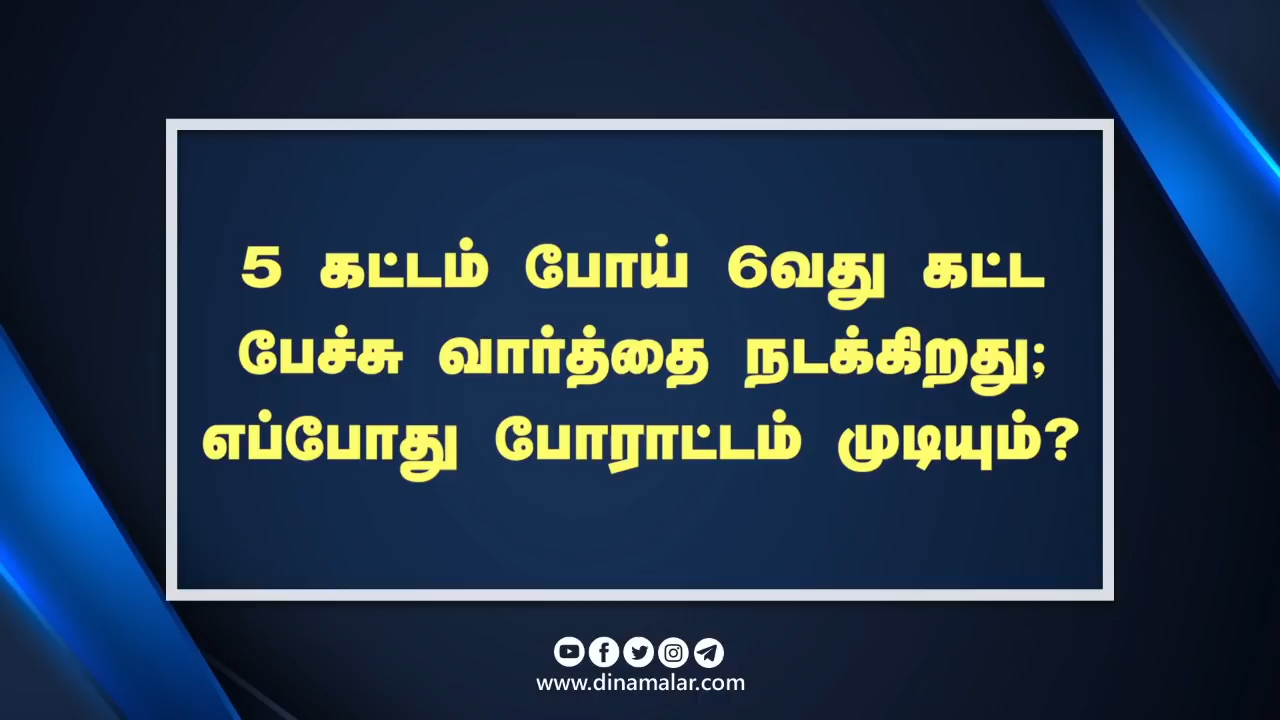 5 கட்டம் போய் 6வது கட்ட
பேச்சு வார்த்தை நடக்கிறது;
எப்போது போராட்டம் முடியும்?
www.dinamalar.com